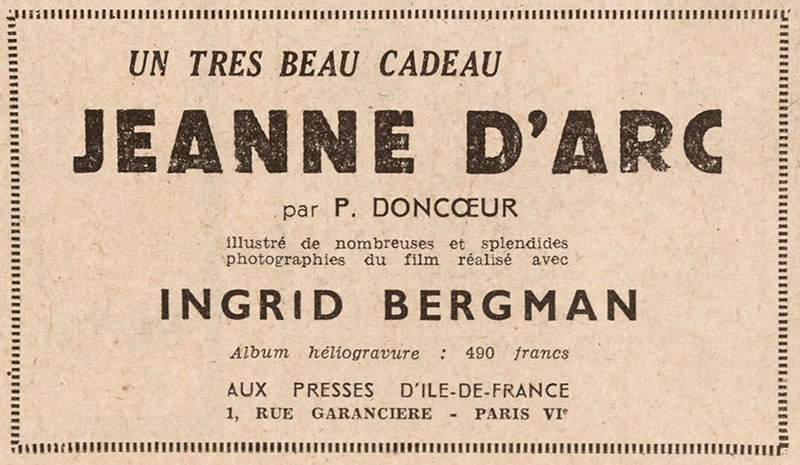 UN TRES BEAU CADEAU
JEANNE D'ARC
par P. DONCŒUR
illustré de nombreuses et splendides
photographies du film réalisé avec
INGRID BERGMAN
Album héliogravure : 490 francs
AUX PRESSES D'ILE-DE-FRANCE
1, RUE GARANCIERE - PARIS VIᵉ